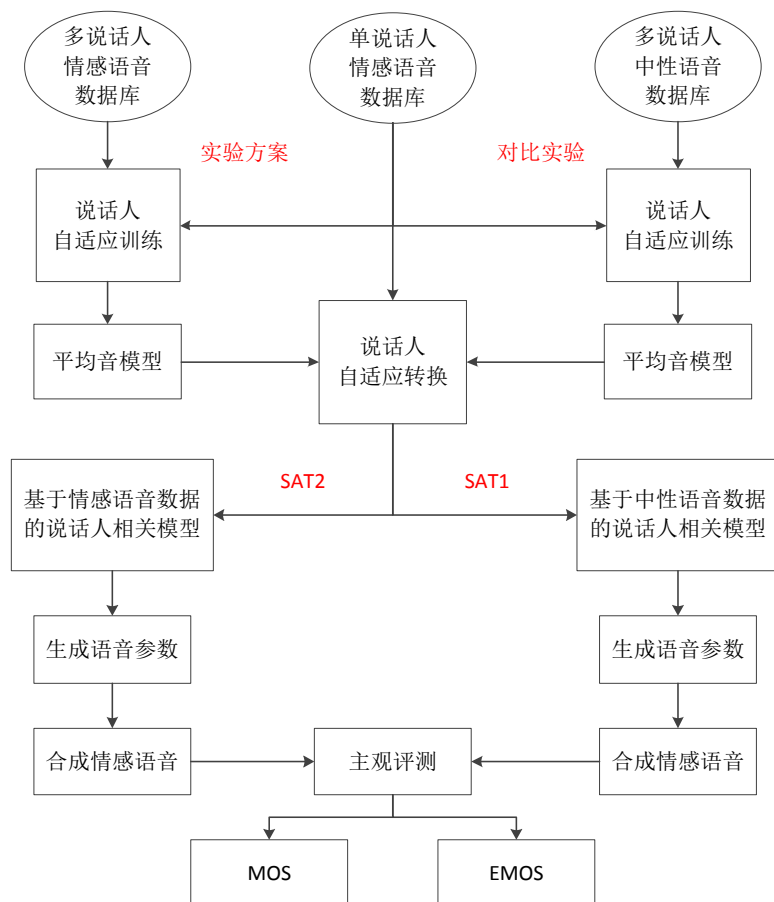 多说话人
情感语音
数据库
单说话人
情感语音
数据库
多说话人
中性语音
数据库
实验方案
对比实验
说话人
自适应训练
说话人
自适应训练
平均音模型
说话人
自适应转换
平均音模型
SAT2
SAT1
基于情感语音数据
的说话人相关模型
基于中性语音数据
的说话人相关模型
生成语音参数
生成语音参数
合成情感语音
主观评测
合成情感语音
MOS
EMOS